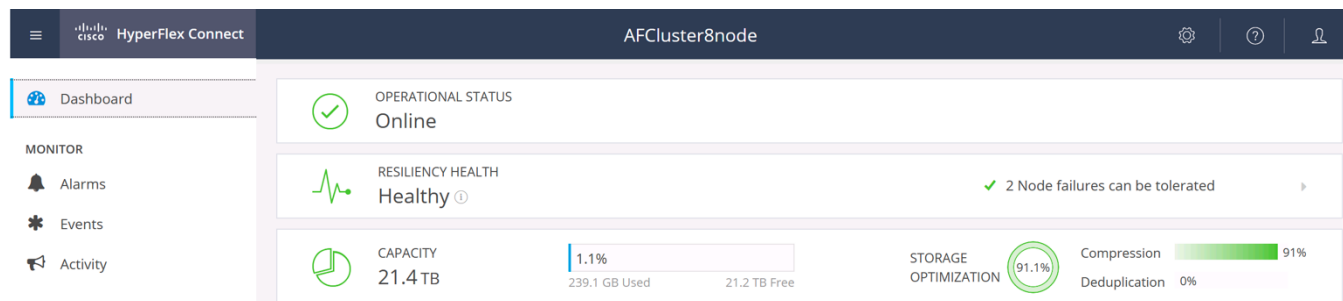 cisco HyperFlex Connect
AFCluster8node
Dashboard
MONITOR
Alarms
Events
Activity
OPERATIONAL STATUS
Online
RESILIENCY HEALTH
Healthy
2 Node failures can be tolerated
CAPACITY
21.4 TB
1.1%
239.1 GB Used 21.2 TB Free
STORAGE
OPTIMIZATION
91.1%
Compression 91%
Deduplication 0%